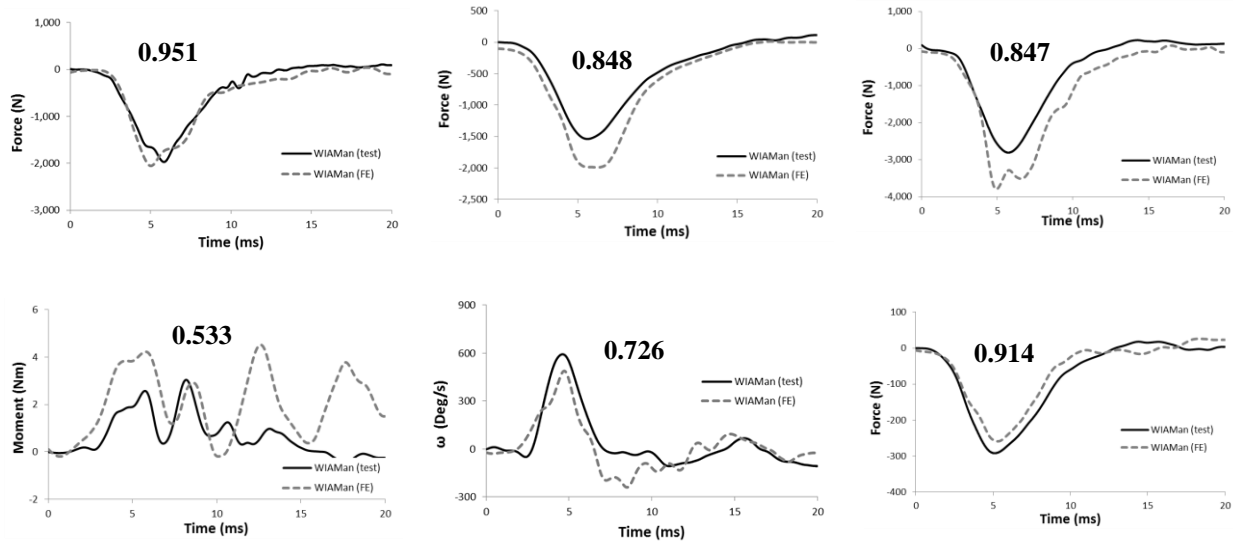 1,000
0
-1,000
-2,000
-3,000
Force (N)
0.951
WIAMan (test)
WIAMan (FE)
0 5 10 15 20
Time (ms)
500
0
-500
-1,000
-1,500
-2,000
-2,500
Force (N)
0.848
WIAMan (test)
WIAMan (FE)
0 5 10 15 20
Time (ms)
1,000
0
-1,000
-2,000
-3,000
-4,000
Force (N)
0.847
WIAMan (test)
WIAMan (FE)
0 5 10 15 20
Time (ms)
6
4
2
0
-2
Moment (Nm)
0.533
WIAMan (test)
WIAMan (FE)
0 5 10 15 20
Time (ms)
900
600
300
0
-300
ω (Deg/s)
0.726
WIAMan (test)
WIAMan (FE)
0 5 10 15 20
Time (ms)
100
0
-100
-200
-300
-400
Force (N)
0.914
WIAMan (test)
WIAMan (FE)
0 5 10 15 20
Time (ms)